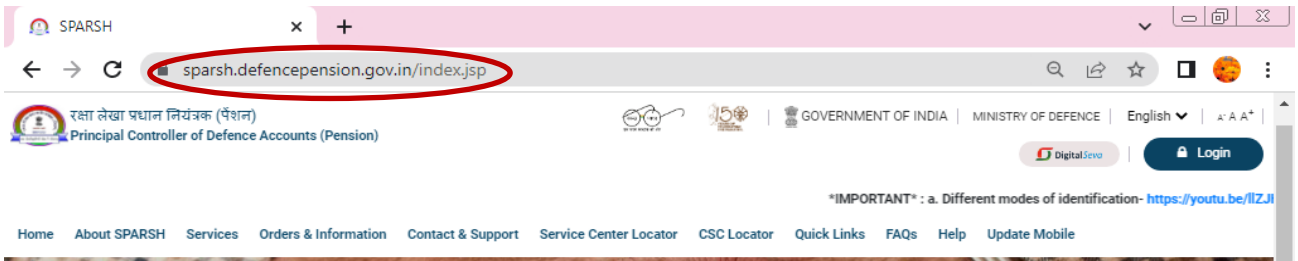 SPARSH
sparsh.defencepension.gov.in/index.jsp
रक्षा लेखा प्रधान नियंत्रक (पेंशन)
Principal Controller of Defence Accounts (Pension)
GOVERNMENT OF INDIA | MINISTRY OF DEFENCE | English | A- A A+ |
DigitalSeva | Login
*IMPORTANT* : a. Different modes of identification- https://youtu.be/
Home About SPARSH Services Orders & Information Contact & Support Service Center Locator CSC Locator Quick Links FAQs Help Update Mobile